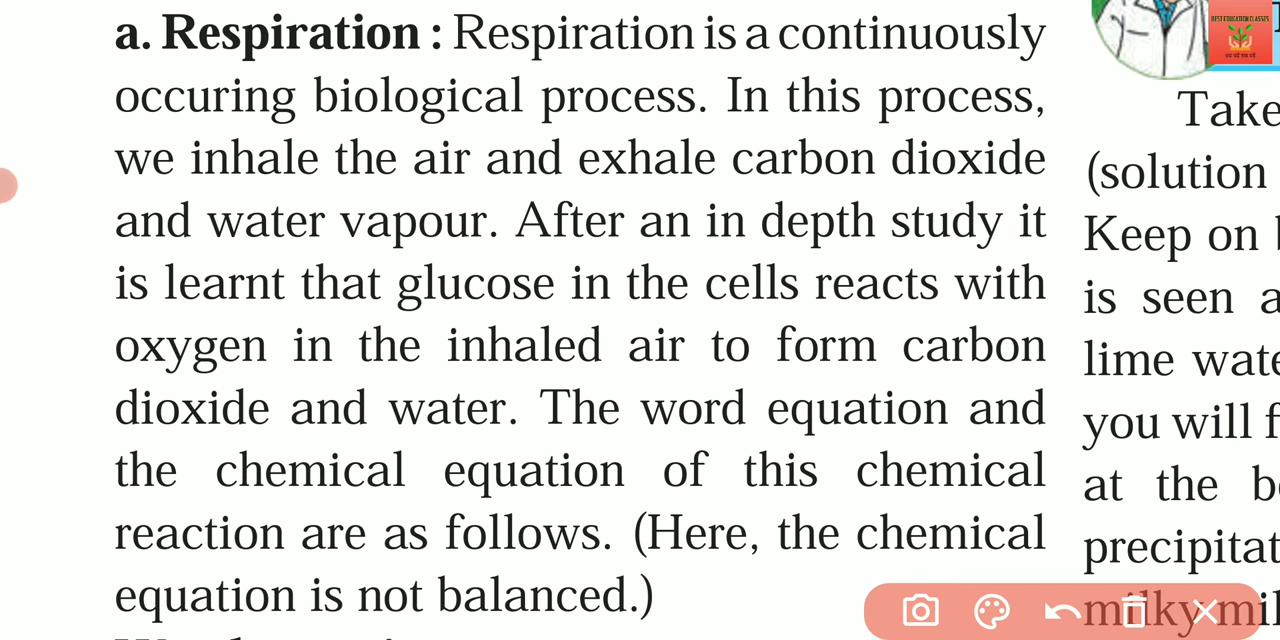 a. Respiration : Respiration is a continuously
occuring biological process. In this process,
we inhale the air and exhale carbon dioxide
and water vapour. After an in depth study it
is learnt that glucose in the cells reacts with
oxygen in the inhaled air to form carbon
dioxide and water. The word equation and
the chemical equation of this chemical
reaction are as follows. (Here, the chemical
equation is not balanced.)
BEST EDUCATION CLASSES
Take
(solution
Keep on
is seen
lime
you will
at the
milky